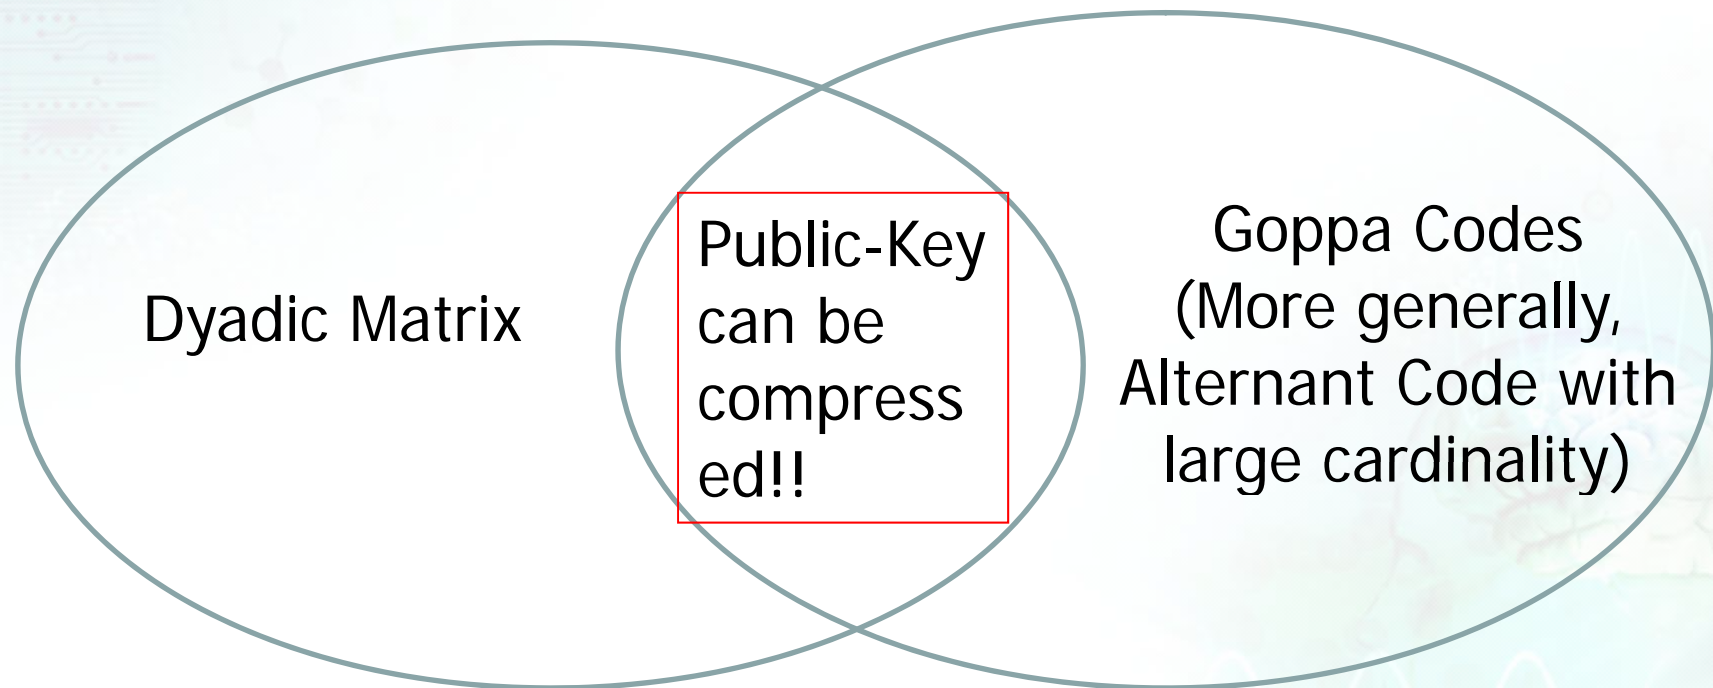 Dyadic Matrix
Public-Key
can be
compress
ed!!
Goppa Codes
(More generally,
Alternant Code with
large cardinality)